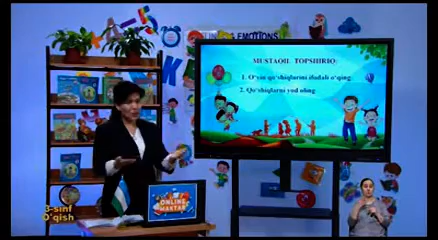 MUSTAQIL TOPSHIRIQ:
1. O'yin qo'shiqlarini ifodali o'qing.
2. Qo'shiqlarni yod oling.
EMOTIONS
ONLINE
MAKTAB
3-sinf
O'qish